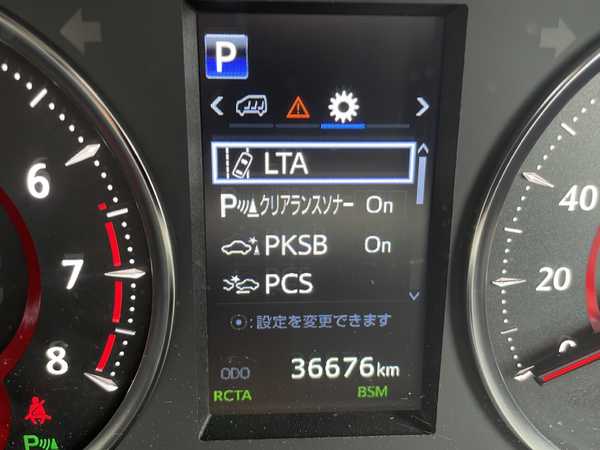 P
LTA
クリアランスソナー On
PKSB On
PCS
:設定を変更できます
ODO 36676km
RCTA BSM
6
7
8
P
40
20
0